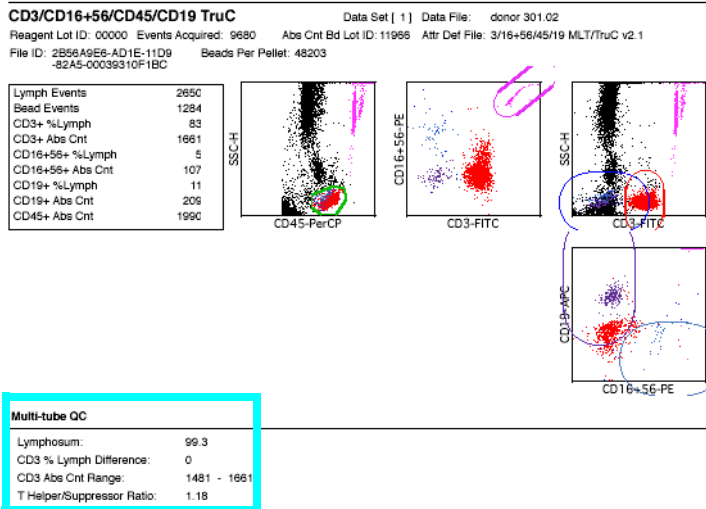 CD3/CD16+56/CD45/CD19 TruC Data Set [ 1] Data File: donor 301.02
Reagent Lot ID: 00000 Events Acquired: 9680 Abs Cnt Bd Lot ID: 11966 Attr Def File: 3/16+56/45/19 MLT/TruC v2.1
File ID: 2B56A9E6-AD1E-11D9 Beads Per Pellet: 48203
-82A5-00039310F1BC
Lymph Events 2650
Bead Events 1284
CD3+ %Lymph 83
CD3+ Abs Cnt 1661
CD16+56+ %Lymph 5
CD16+56+ Abs Cnt 107
CD19+ %Lymph 11
CD19+ Abs Cnt 209
CD45+ Abs Cnt 1990
SSC-H
CD45-PerCP
CD16+56-PE
CD3-FITC
SSC-H
CD3-FITC
CD19-APC
CD16+56-PE
Multi-tube QC
Lymphosum: 99.3
CD3 % Lymph Difference: 0
CD3 Abs Cnt Range: 1481 - 1661
T Helper/Suppressor Ratio: 1.18